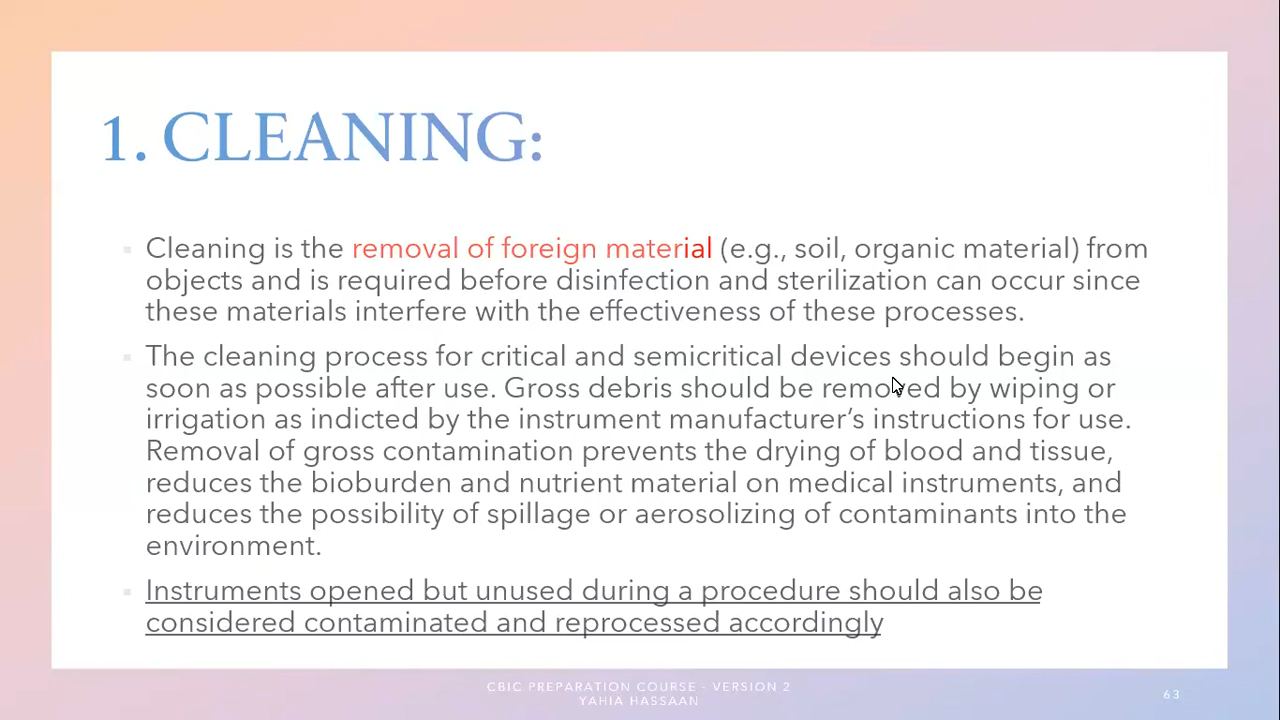 1. CLEANING:
Cleaning is the removal of foreign material (e.g., soil, organic material) from
objects and is required before disinfection and sterilization can occur since
these materials interfere with the effectiveness of these processes.
The cleaning process for critical and semicritical devices should begin as
soon as possible after use. Gross debris should be removed by wiping or
irrigation as indicted by the instrument manufacturer's instructions for use.
Removal of gross contamination prevents the drying of blood and tissue,
reduces the bioburden and nutrient material on medical instruments, and
reduces the possibility of spillage or aerosolizing of contaminants into the
environment.
Instruments opened but unused during a procedure should also be
considered contaminated and reprocessed accordingly
CBIC PREPARATION COURSE - VERSION 2
YAHIA HASSAAN
63